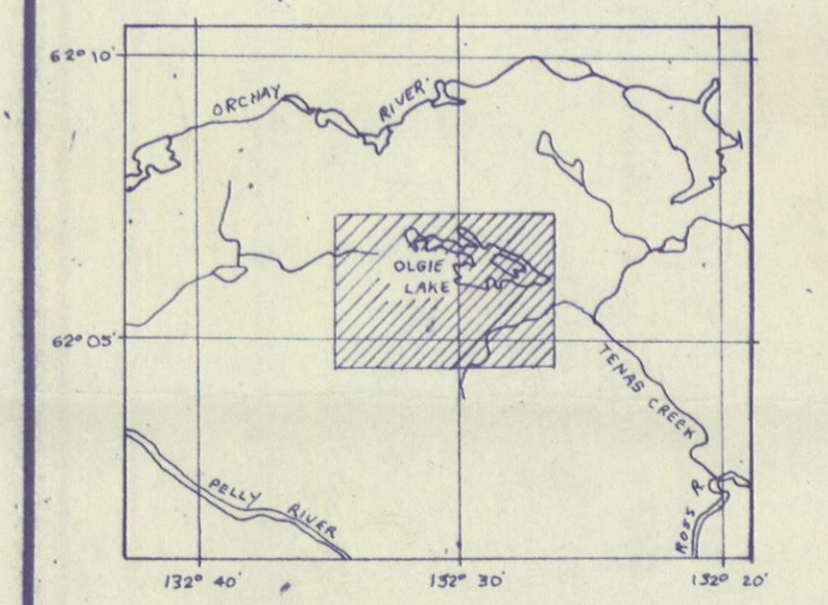 62° 10'
ORCHAY RIVER
OLGIE
LAKE
62° 05'
TENAS CREEK
PELLY RIVER
ROSS R.
132° 40' 132° 30' 132° 20'